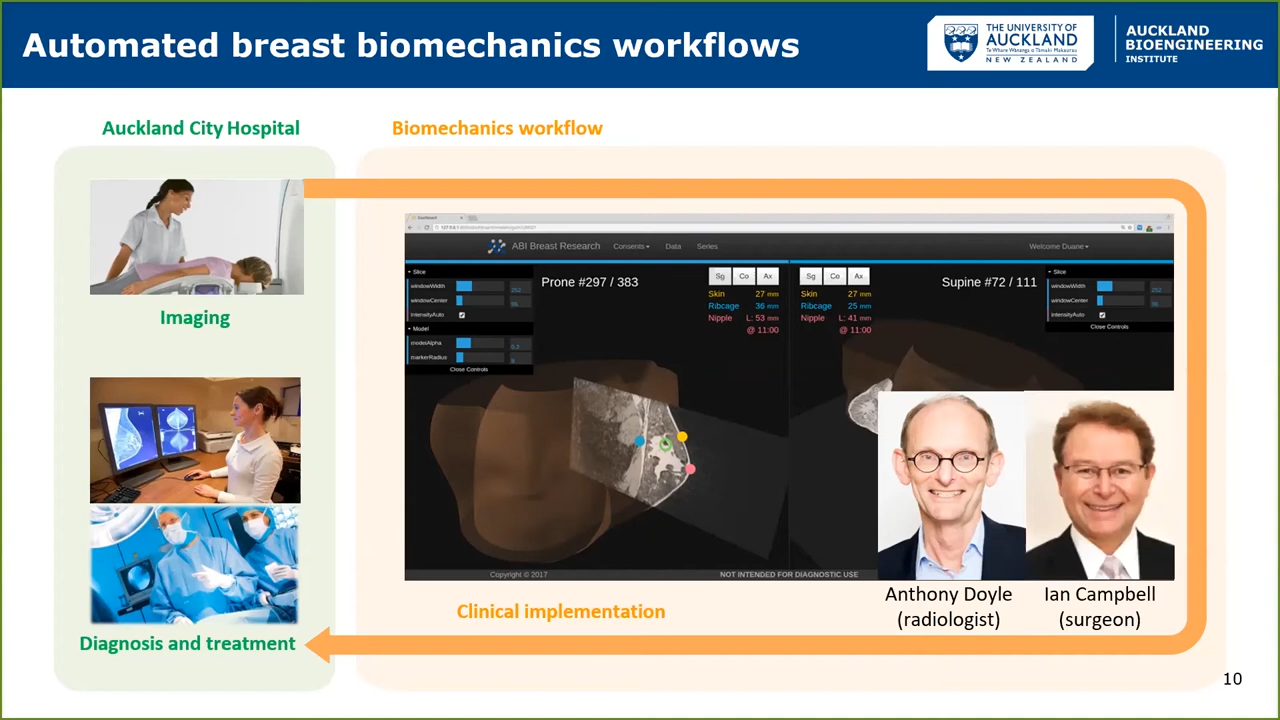 Automated breast biomechanics workflows
THE UNIVERSITY OF
AUCKLAND
Te Whare Wānanga o Tāmaki Makaurau
NEW ZEALAND
AUCKLAND
BIOENGINEERING
INSTITUTE
Auckland City Hospital
Biomechanics workflow
Imaging
Diagnosis and treatment
Dashboard
ABI Breast Research
Consents
Data
Series
Welcome Duane
Slice
windowWidth
252
windowCenter
IntensityAuto
Model
modelAlpha
0.2
markerRadius
Close Controls
Prone #297 / 383
Sg
Co
Ax
Skin 27 mm
Ribcage 36 mm
Nipple L: 53 mm
@ 11:00
Sg
Co
Ax
Skin 27 mm
Ribcage 25 mm
Nipple L: 41 mm
@ 11:00
Supine #72 / 111
Slice
windowWidth
252
windowCenter
IntensityAuto
Close Controls
Copyright © 2017
NOT INTENDED FOR DIAGNOSTIC USE
Anthony Doyle
(radiologist)
Ian Campbell
(surgeon)
Clinical implementation
10